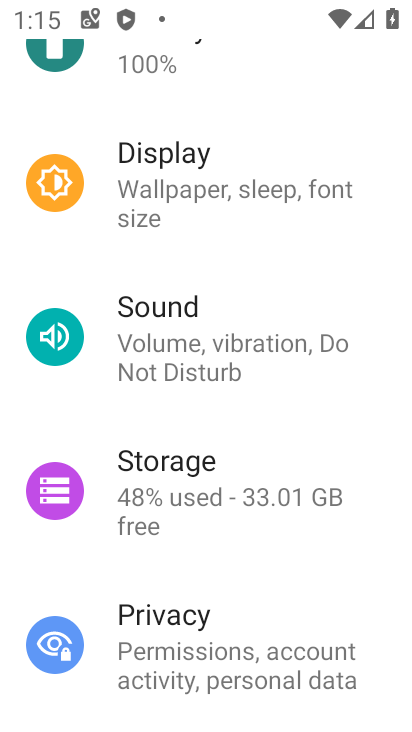 1:15
100%
Display
Wallpaper, sleep, font
size
Sound
Volume, vibration, Do
Not Disturb
Storage
48% used - 33.01 GB
free
Privacy
Permissions, account
activity, personal data